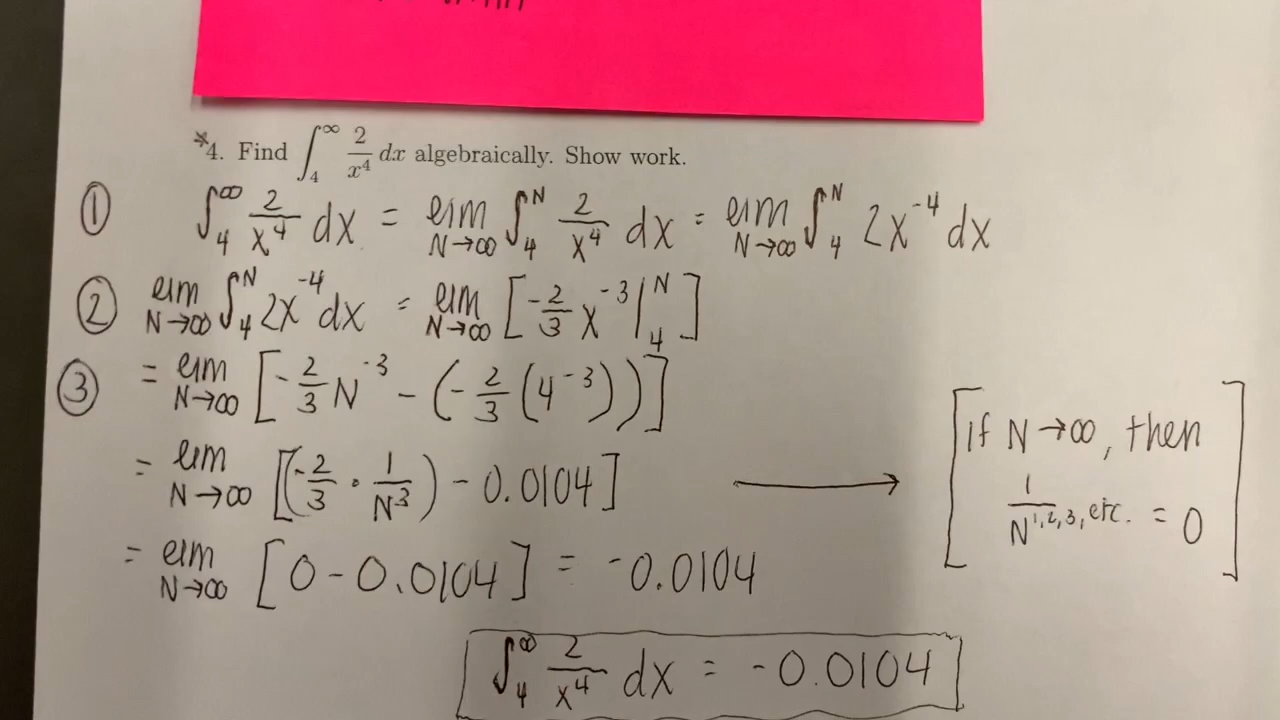 *4. Find ∫₄^∞ 2/x⁴ dx algebraically. Show work.
① ∫₄^∞ 2/x⁴ dx = lim N→∞ ∫₄^N 2/x⁴ dx = lim N→∞ ∫₄^N 2x⁻⁴ dx
② lim N→∞ ∫₄^N 2x⁻⁴ dx = lim N→∞ [-2/3 x⁻³ |₄^N]
③ = lim N→∞ [-2/3 N⁻³ - (-2/3 (4⁻³))]
= lim N→∞ [(-2/3 · 1/N³) - 0.0104] ⟶
[if N→∞, then
1/N^(1,2,3, etc.) = 0]
= lim N→∞ [0 - 0.0104] = -0.0104
∫₄^∞ 2/x⁴ dx = -0.0104